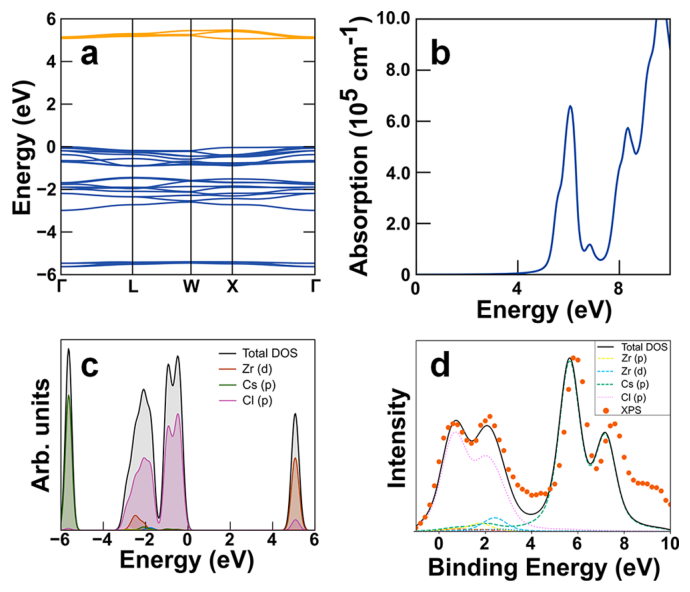 a
Energy (eV)
6
4
2
0
−2
−4
−6
Γ
L
W
X
Γ
b
Absorption (10⁵ cm⁻¹)
10.0
8.0
6.0
4.0
2.0
0
0
4
8
Energy (eV)
c
Arb. units
Total DOS
Zr (d)
Cs (p)
Cl (p)
−6
−4
−2
0
2
4
6
Energy (eV)
d
Intensity
Total DOS
Zr (p)
Zr (d)
Cs (p)
Cl (p)
XPS
0
2
4
6
8
10
Binding Energy (eV)